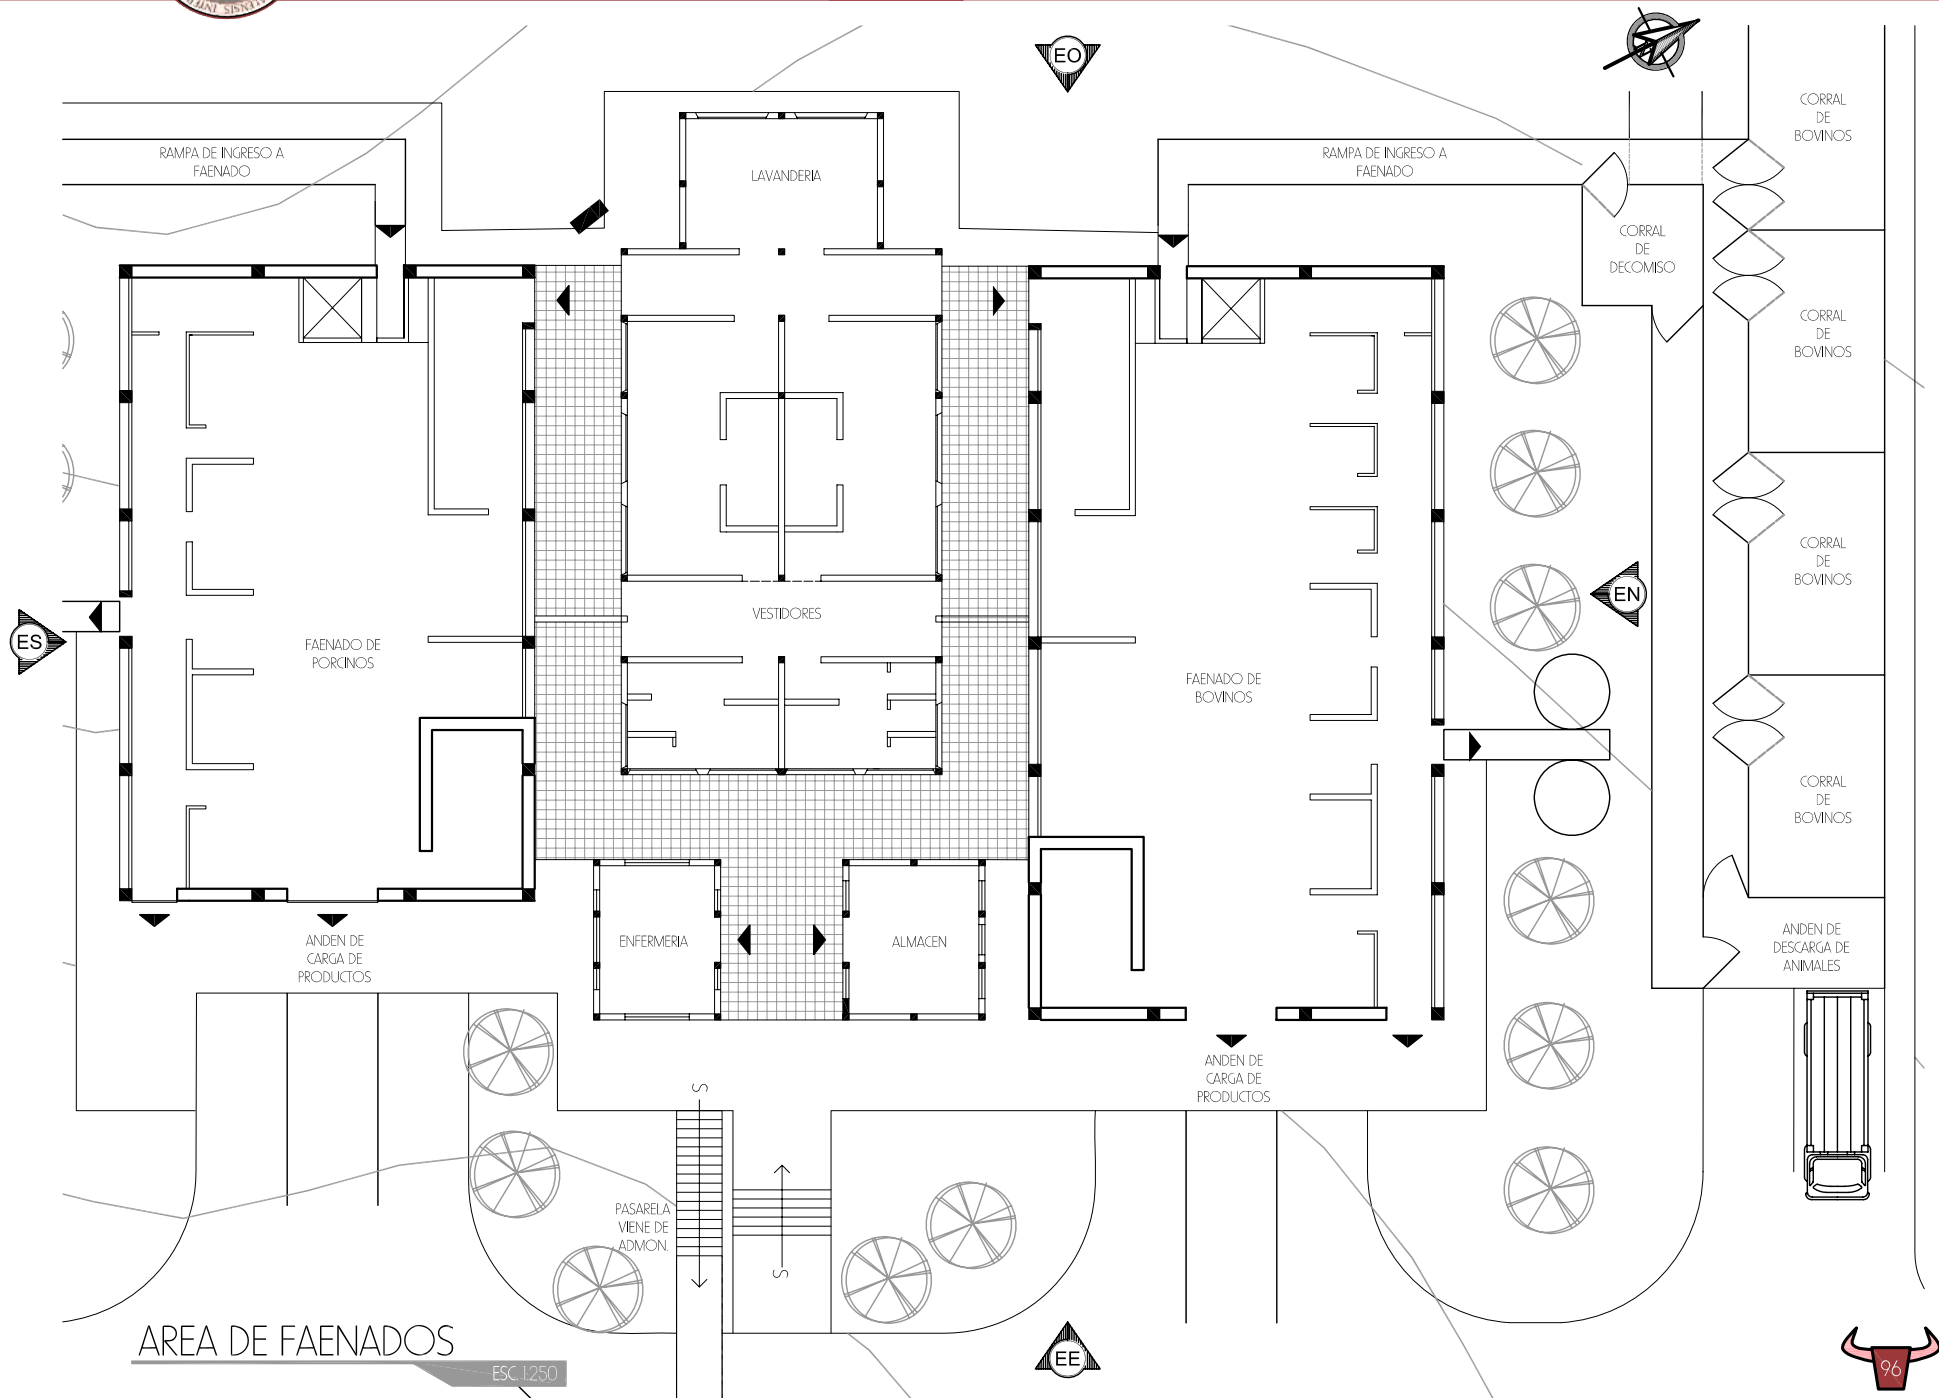 EO
CORRAL
DE
BOVINOS
RAMPA DE INGRESO A
FAENADO
LAVANDERIA
RAMPA DE INGRESO A
FAENADO
CORRAL
DE
DECOMISO
CORRAL
DE
BOVINOS
CORRAL
DE
BOVINOS
EN
VESTIDORES
ES
FAENADO DE
PORCINOS
FAENADO DE
BOVINOS
CORRAL
DE
BOVINOS
ANDEN DE
CARGA DE
PRODUCTOS
ENFERMERIA
ALMACEN
ANDEN DE
DESCARGA DE
ANIMALES
ANDEN DE
CARGA DE
PRODUCTOS
S
PASARELA
VIENE DE
ADMON.
S
AREA DE FAENADOS
ESC. 1:250
EE
96